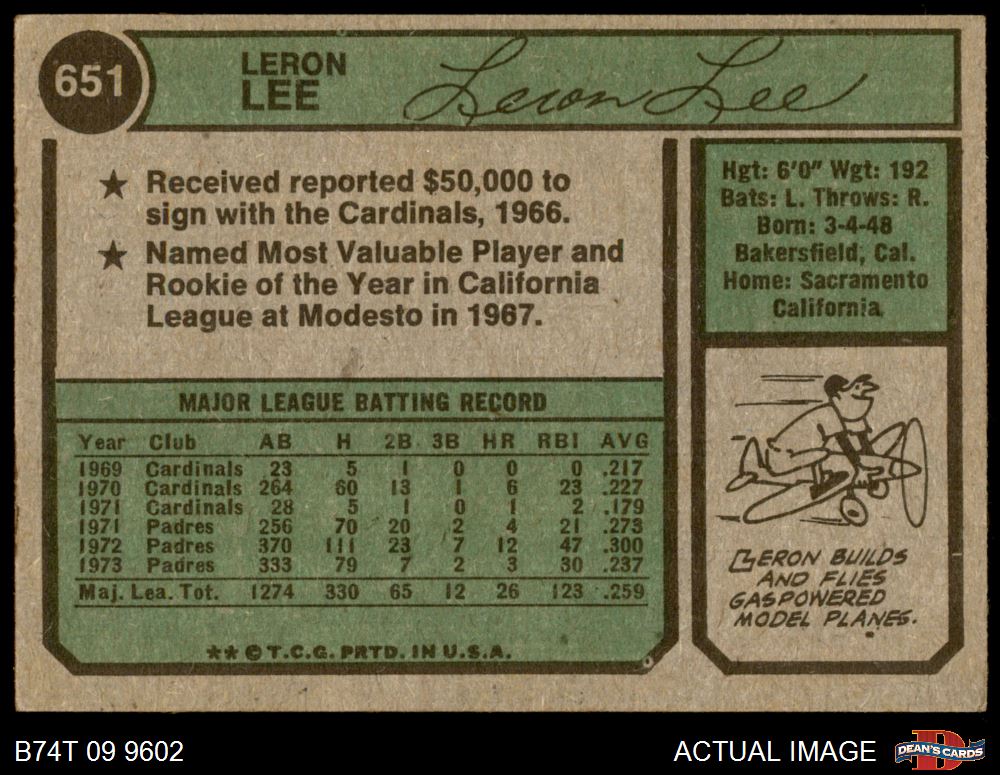 651
LERON
LEE
Leron Lee
★ Received reported $50,000 to
sign with the Cardinals, 1966.
★ Named Most Valuable Player and
Rookie of the Year in California
League at Modesto in 1967.
Hgt: 6'0" Wgt: 192
Bats: L. Throws: R.
Born: 3-4-48
Bakersfield, Cal.
Home: Sacramento
California
MAJOR LEAGUE BATTING RECORD
Year Club AB H 2B 3B HR RBI AVG
1969 Cardinals 23 5 1 0 0 0 .217
1970 Cardinals 264 60 13 1 6 23 .227
1971 Cardinals 28 5 1 0 1 2 .179
1971 Padres 256 70 20 2 4 21 .273
1972 Padres 370 111 23 7 12 47 .300
1973 Padres 333 79 7 2 3 30 .237
Maj. Lea. Tot. 1274 330 65 12 26 123 .259
** © T.C.G. PRTD. IN U.S.A.
LERON BUILDS
AND FLIES
GAS POWERED
MODEL PLANES.
B74T 09 9602
ACTUAL IMAGE
DEAN'S CARDS